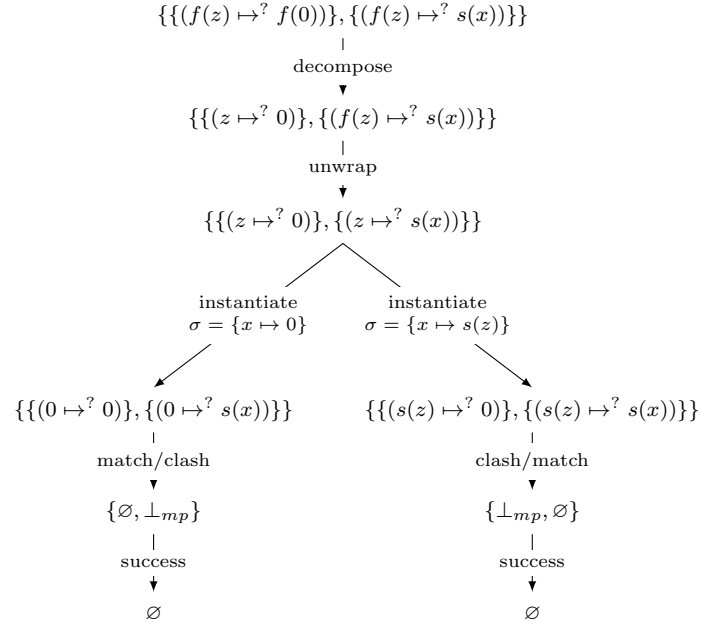 {{(f(z) ↦? f(0))}, {(f(z) ↦? s(x))}}
decompose
{{(z ↦? 0)}, {(f(z) ↦? s(x))}}
unwrap
{{(z ↦? 0)}, {(z ↦? s(x))}}
instantiate
σ = {x ↦ 0}
instantiate
σ = {x ↦ s(z)}
{{(0 ↦? 0)}, {(0 ↦? s(x))}}
{{(s(z) ↦? 0)}, {(s(z) ↦? s(x))}}
match/clash
clash/match
{∅, ⊥mp}
{⊥mp, ∅}
success
success
∅
∅